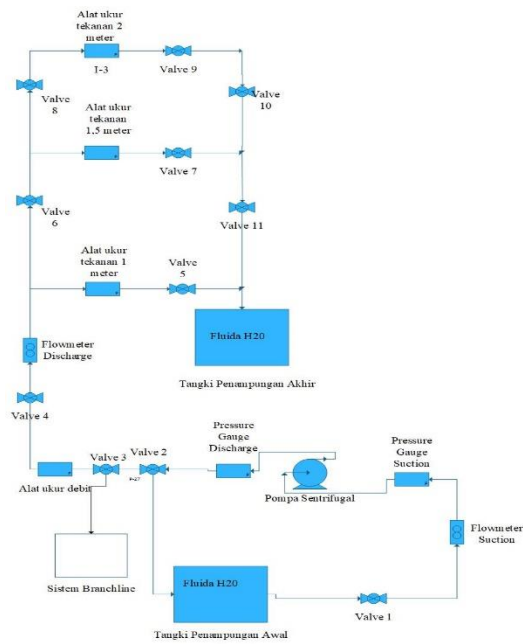 Alat ukur
tekanan 2
meter
I-3
Valve 9
Valve
8
Valve
10
Alat ukur
tekanan
1,5 meter
Valve 7
Valve
6
Valve 11
Alat ukur
tekanan 1
meter
Valve
5
Fluida H20
Tangki Penampungan Akhir
Flowmeter
Discharge
Valve 4
Alat ukur debit
Valve 3
Valve 2
Pressure
Gauge
Discharge
Pompa Sentrifugal
Pressure
Gauge
Suction
Flowmeter
Suction
Sistem Branchline
Fluida H20
Valve 1
Tangki Penampungan Awal